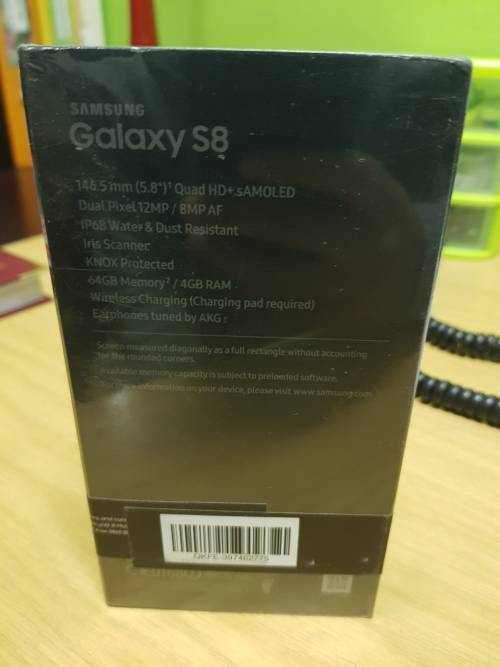 SAMSUNG
Galaxy S8
146.5mm (5.8")¹ Quad HD+ sAMOLED
Dual Pixel 12MP / 8MP AF
IP68 Water & Dust Resistant
Iris Scanner
KNOX Protected
64GB Memory² / 4GB RAM
Wireless Charging (Charging pad required)
Earphones tuned by AKG
Screen measured diagonally as a full rectangle without accounting
for the rounded corners.
Available memory capacity is subject to preloaded software.
For more information on your device, please visit www.samsung.com
QKFE-397462775